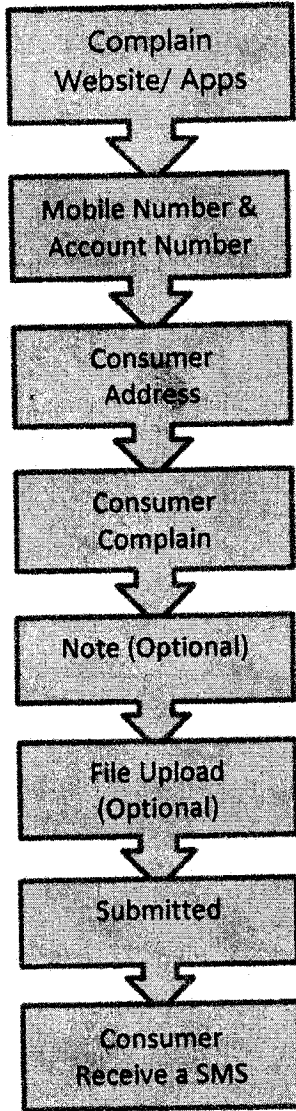 Complain
Website/ Apps
Mobile Number &
Account Number
Consumer
Address
Consumer
Complain
Note (Optional)
File Upload
(Optional)
Submitted
Consumer
Receive a SMS